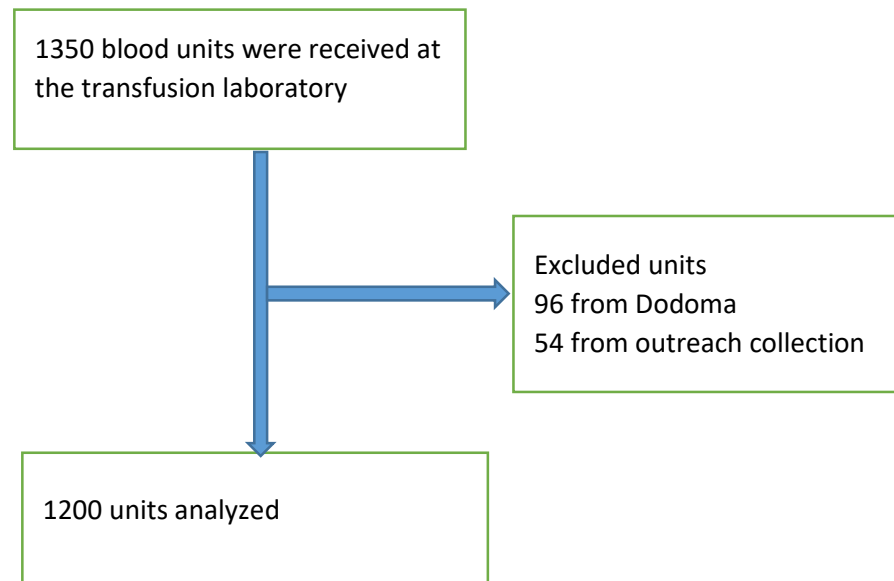 1350 blood units were received at
the transfusion laboratory
Excluded units
96 from Dodoma
54 from outreach collection
1200 units analyzed